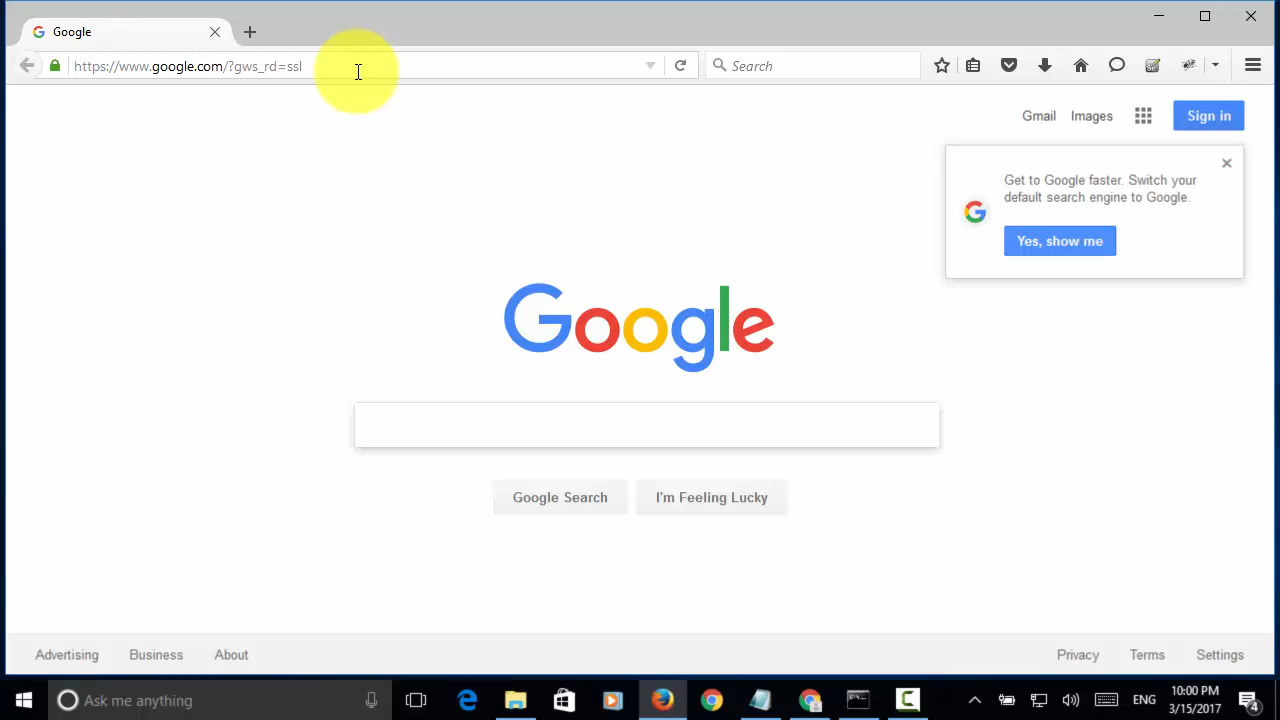 Google
https://www.google.com/?gws_rd=ssl
Search
Gmail
Images
Sign in
Get to Google faster. Switch your
default search engine to Google.
Yes, show me
Google
Google Search
I'm Feeling Lucky
Advertising
Business
About
Privacy
Terms
Settings
Ask me anything
ENG
10:00 PM
3/15/2017
4